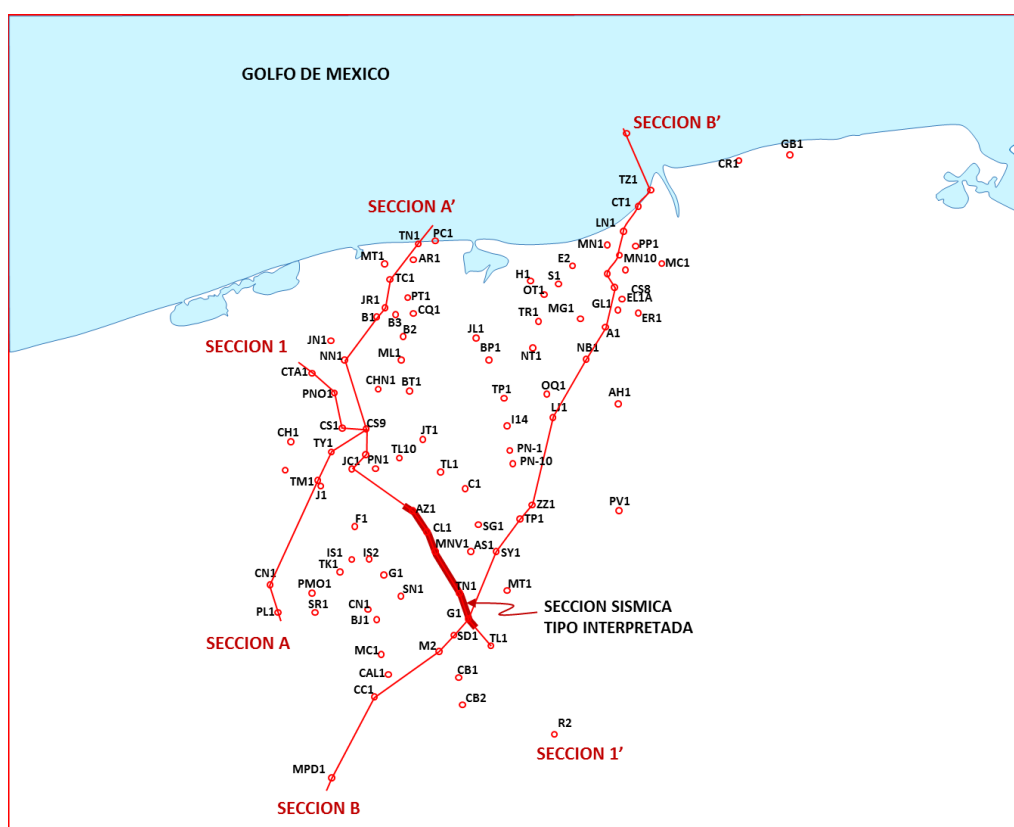 GOLFO DE MEXICO
SECCION B’
GB1
CR1
TZ1
CT1
SECCION A’
LN1
TN1
PC1
MN1
PP1
MT1
AR1
E2
MN10
MC1
TC1
H1
S1
OT1
CS8
PT1
EL1A
JR1
GL1
B1
B3
CQ1
TR1
MG1
ER1
B2
A1
JN1
JL1
SECCION 1
NN1
ML1
BP1
NT1
NB1
CTA1
PNO1
CHN1
BT1
TP1
OQ1
AH1
LJ1
CS1
CS9
I14
CH1
TY1
JT1
TL10
PN-1
JC1
PN1
TL1
PN-10
TM1
J1
C1
AZ1
ZZ1
PV1
F1
CL1
SG1
TP1
MNV1
AS1
SY1
IS1
IS2
TK1
CN1
G1
TN1
PMO1
SN1
MT1
PL1
SR1
CN1
G1
SECCION SISMICA
TIPO INTERPRETADA
BJ1
SECCION A
SD1
M2
TL1
MC1
CAL1
CB1
CC1
CB2
R2
SECCION 1’
MPD1
SECCION B